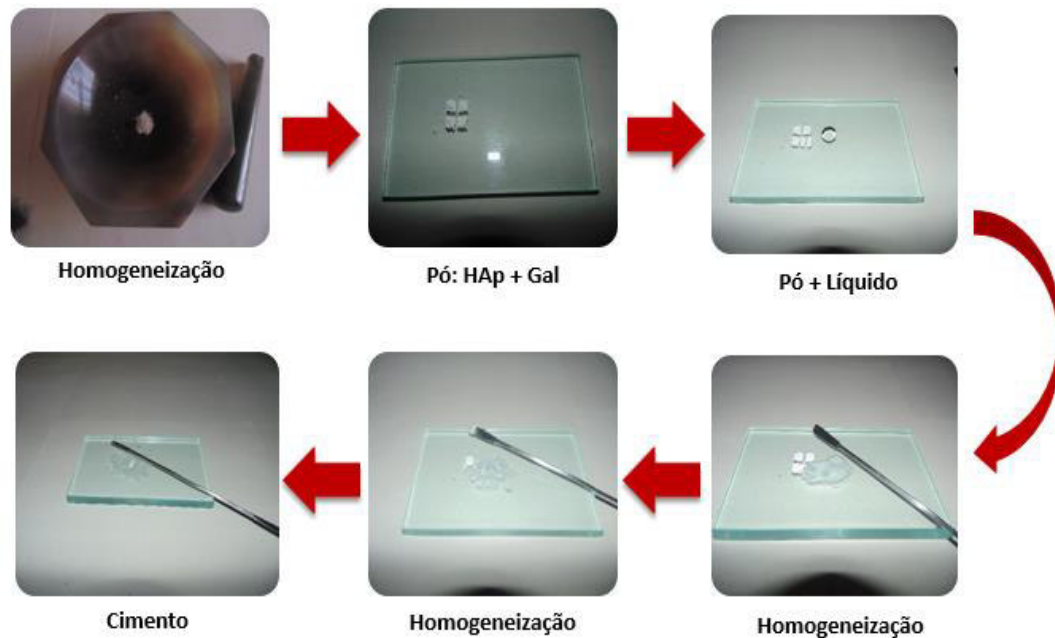 Homogeneização
Pó: HAp + Gal
Pó + Líquido
Homogeneização
Homogeneização
Cimento